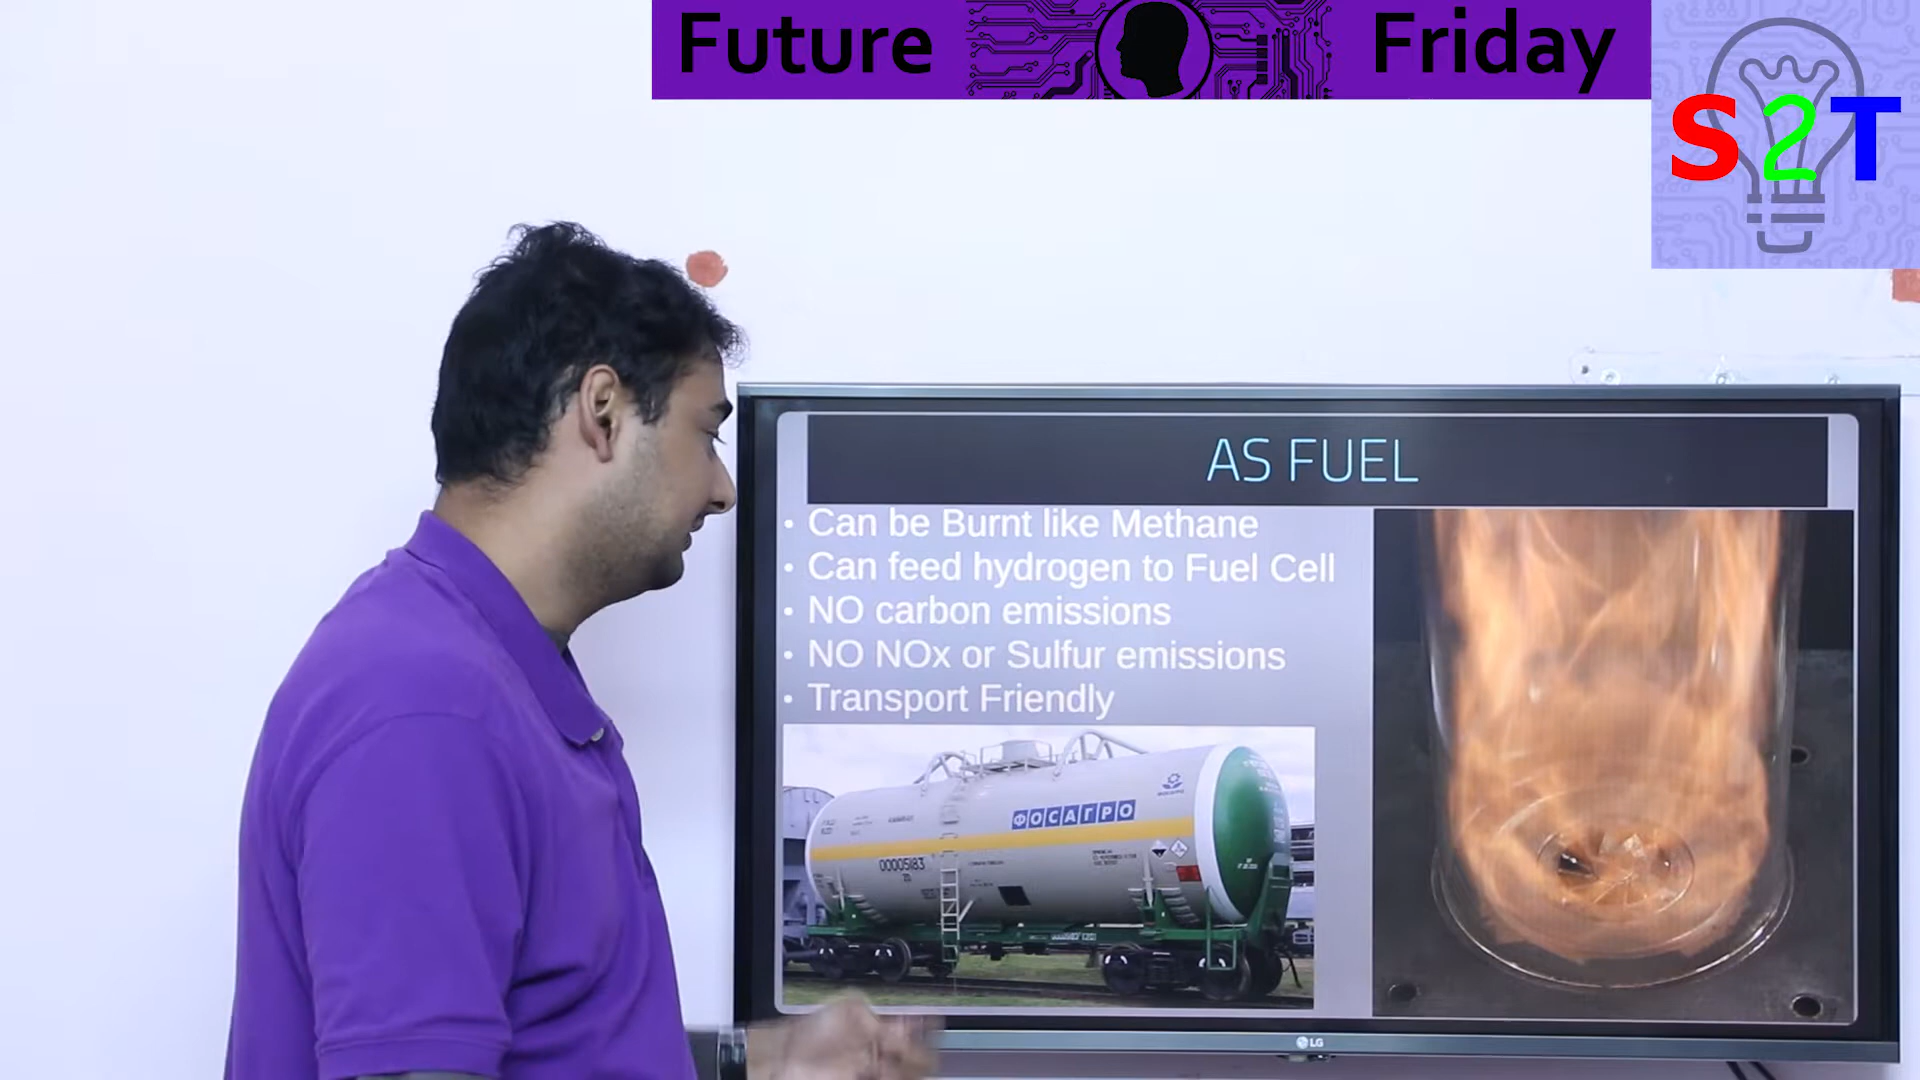 Future Friday
S2T
AS FUEL
• Can be Burnt like Methane
• Can feed hydrogen to Fuel Cell
• NO carbon emissions
• NO NOx or Sulfur emissions
• Transport Friendly
ФОСАГРО
00005183
LG